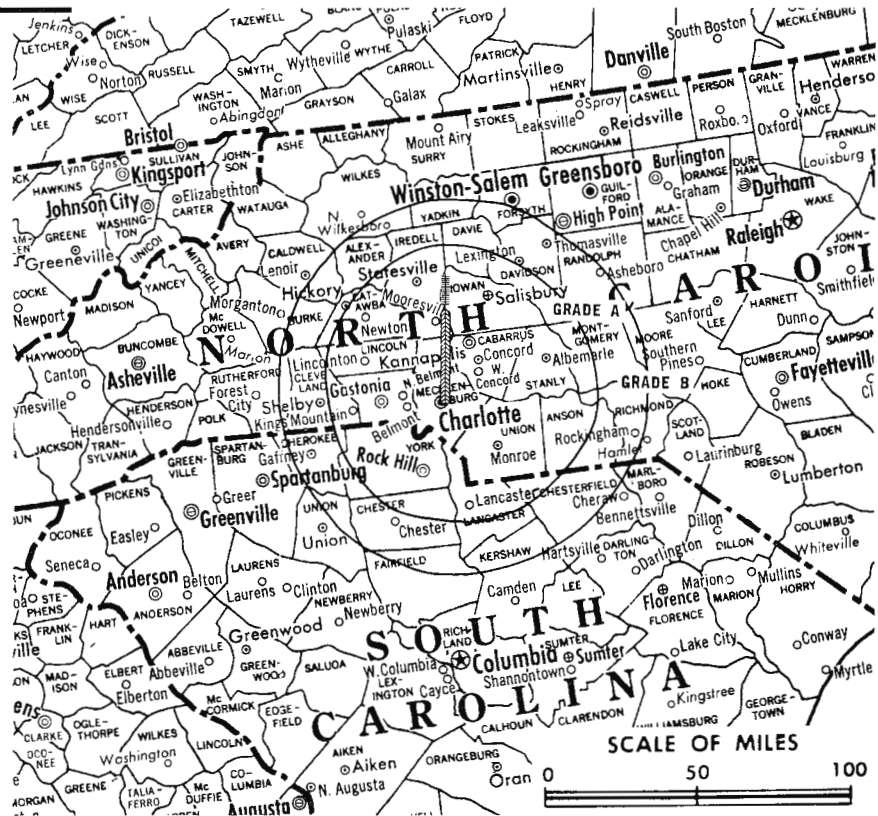 Jenkins
LETCHER
DICK-
ENSON
TAZEWELL
Pulaski
FLOYD
South Boston
MECKLENBURG
Wise
Norton
RUSSELL
SMYTH
Wytheville
WYTHE
CARROLL
PATRICK
Martinsville
HENRY
Danville
WISE
Marion
WASH-
INGTON
Abingdon
GRAYSON
Galax
CASWELL
PERSON
GRAN-
VILLE
WARREN
LEE
SCOTT
Bristol
ASHE
ALLEGHANY
Mount Airy
SURRY
STOKES
Spray
Leaksville
Reidsville
ROCKINGHAM
Oxford
VANCE
FRANKLIN
Louisburg
Lynn Gdns
SULLIVAN
Kingsport
JOHN-
SON
HAWKINS
WILKES
Winston-Salem
Greensboro
Burlington
ORANGE
DUR-
HAM
Durham
Johnson City
Elizabethton
CARTER
WATAUGA
N.
Wilkesboro
YADKIN
FORSYTH
GUIL-
FORD
Graham
WAKE
GREENE
WASHING-
TON
Greeneville
UNICOI
AVERY
CALDWELL
ALEX-
ANDER
IREDELL
DAVIE
High Point
ALA-
MANCE
Chapel Hill
Raleigh
Lexington
Thomasville
RANDOLPH
CHATHAM
JOHN-
STON
Smithfield
MITCHELL
Lenoir
Statesville
DAVIDSON
Asheboro
COCKE
Newport
MADISON
YANCEY
Morganton
Hickory
BURKE
Salisbury
HARNETT
Sanford
LEE
Dunn
Mc
DOWELL
Marion
Newton
NORTH CAROL
GRADE A
HAYWOOD
BUNCOMBE
Asheville
Canton
Lincolnton
LINCOLN
CABARRUS
Concord
W.
Concord
Albemarle
MONT-
GOMERY
MOORE
Southern
Pines
CUMBERLAND
SAMPSON
Fayetteville
RUTHERFORD
Forest
City
CLEVE
LAND
Gastonia
STANLY
GRADE B
HOKE
Owens
HENDERSON
Hendersonville
POLK
Shelby
Kings Mountain
Belmont
Charlotte
ANSON
RICHMOND
SCOT-
LAND
BLADEN
JACKSON
TRAN-
SYLVANIA
GREEN-
VILLE
SPARTAN-
BURG
CHEROKEE
Gaffney
YORK
Rock Hill
UNION
Monroe
Rockingham
Hamlet
Laurinburg
ROBESON
Lumberton
PICKENS
Greer
Spartanburg
Greenville
Lancaster
CHESTERFIELD
Cheraw
MARL-
BORO
Bennettsville
OCONEE
Easley
UNION
Union
CHESTER
Chester
LANCASTER
Dillon
DILLON
COLUMBUS
Whiteville
Seneca
Anderson
Belton
LAURENS
Laurens
Clinton
FAIRFIELD
KERSHAW
Hartsville
DARLING-
TON
Darlington
STE-
PHENS
HART
ANDERSON
NEWBERRY
Newberry
Camden
LEE
Florence
FLORENCE
Marion
MARION
Mullins
HORRY
FRANK-
LIN
Greenwood
SOUTH CAROLINA
RICH-
LAND
SUMTER
Lake City
Conway
MAD-
ISON
ELBERT
Elberton
ABBEVILLE
Abbeville
GREEN-
WOOD
SALUDA
W. Columbia
LEX-
INGTON
Cayce
Columbia
Sumter
Shannontown
Kingstree
Myrtle
CLARKE
OGLE-
THORPE
WILKES
Washington
LINCOLN
Mc
CORMICK
EDGE-
FIELD
CALHOUN
CLARENDON
WILLIAMSBURG
GEORGE-
TOWN
OCO-
NEE
AIKEN
Aiken
ORANGEBURG
Oran
MORGAN
GREENE
TALIA-
FERRO
Mc
DUFFIE
CO-
LUMBIA
N. Augusta
Augusta
SCALE OF MILES
0 50 100